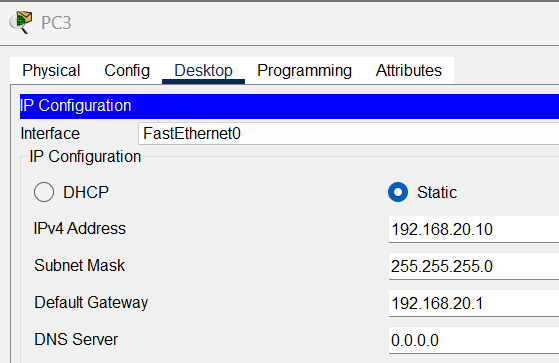 PC3
Physical Config Desktop Programming Attributes
IP Configuration
Interface FastEthernet0
IP Configuration
DHCP Static
IPv4 Address 192.168.20.10
Subnet Mask 255.255.255.0
Default Gateway 192.168.20.1
DNS Server 0.0.0.0